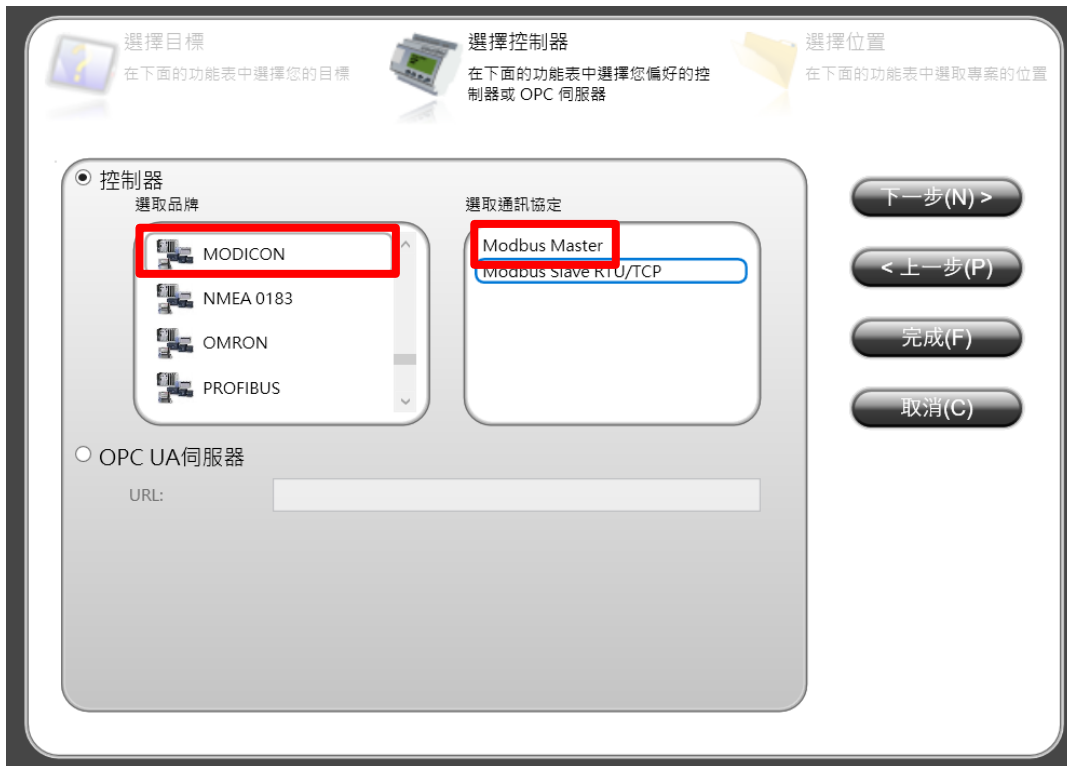 選擇目標
在下面的功能表中選擇您的目標
選擇控制器
在下面的功能表中選擇您偏好的控
制器或 OPC 伺服器
選擇位置
在下面的功能表中選取專案的位置
控制器
選取品牌
MODICON
NMEA 0183
OMRON
PROFIBUS
選取通訊協定
Modbus Master
Modbus Slave RTU/TCP
OPC UA伺服器
URL:
下一步(N) >
< 上一步(P)
完成(F)
取消(C)